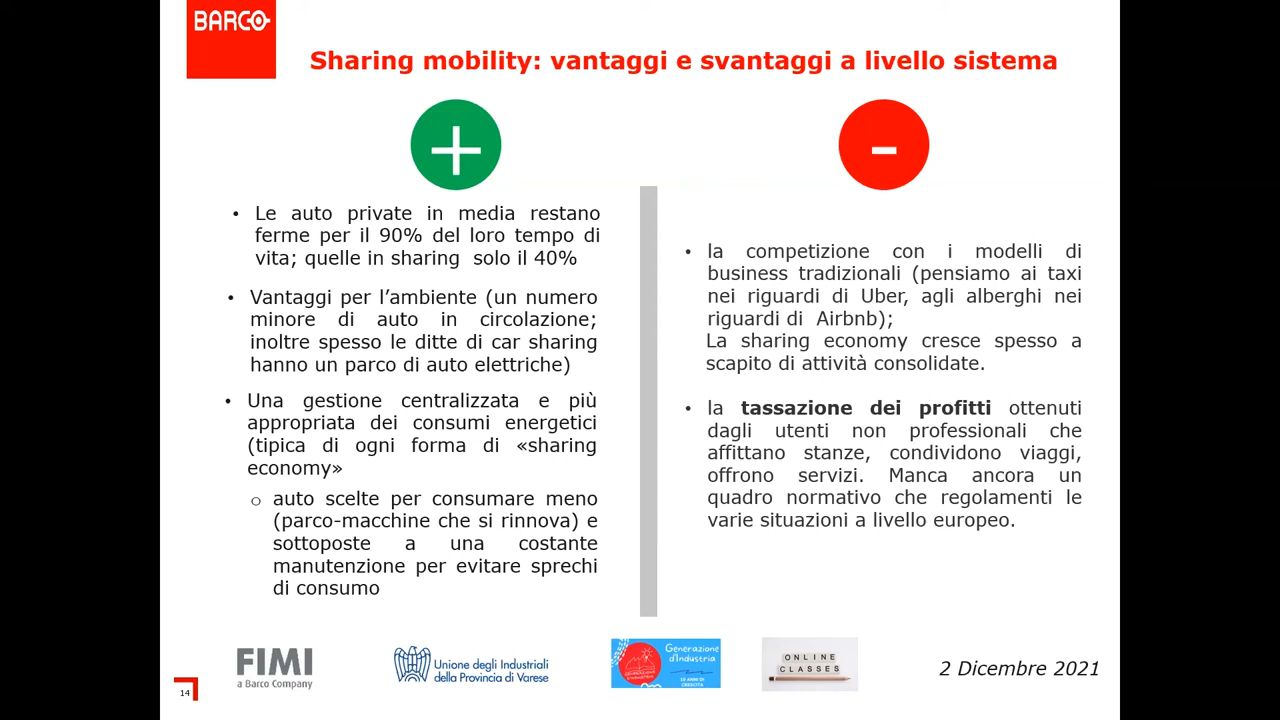 BARCO
Sharing mobility: vantaggi e svantaggi a livello sistema
+
-
• Le auto private in media restano
ferme per il 90% del loro tempo di
vita; quelle in sharing solo il 40%
• Vantaggi per l’ambiente (un numero
minore di auto in circolazione;
inoltre spesso le ditte di car sharing
hanno un parco di auto elettriche)
• Una gestione centralizzata e più
appropriata dei consumi energetici
(tipica di ogni forma di «sharing
economy»
o auto scelte per consumare meno
(parco-macchine che si rinnova) e
sottoposte a una costante
manutenzione per evitare sprechi
di consumo
• la competizione con i modelli di
business tradizionali (pensiamo ai taxi
nei riguardi di Uber, agli alberghi nei
riguardi di Airbnb);
La sharing economy cresce spesso a
scapito di attività consolidate.
• la tassazione dei profitti ottenuti
dagli utenti non professionali che
affittano stanze, condividono viaggi,
offrono servizi. Manca ancora un
quadro normativo che regolamenti le
varie situazioni a livello europeo.
FIMI
a Barco Company
Unione degli Industriali
della Provincia di Varese
Generazione
d'Industria
10 ANNI DI
CRESCITA
ONLINE
CLASSES
2 Dicembre 2021
14